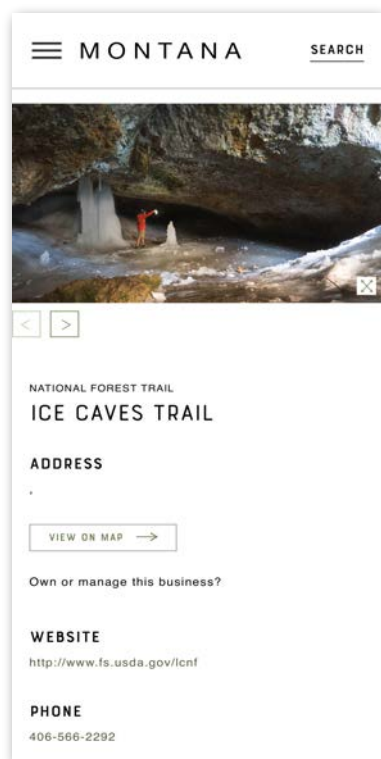 MONTANA
SEARCH
< >
NATIONAL FOREST TRAIL
ICE CAVES TRAIL
ADDRESS
,
VIEW ON MAP →
Own or manage this business?
WEBSITE
http://www.fs.usda.gov/lcnf
PHONE
406-566-2292